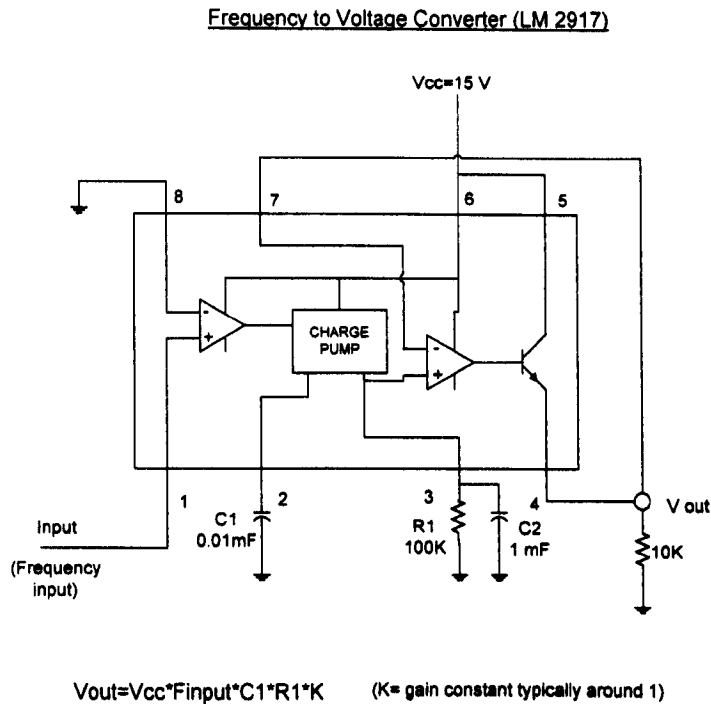 Frequency to Voltage Converter (LM 2917)
Vcc=15 V
8
7
6
5
-
+
CHARGE
PUMP
-
+
1
2
3
4
Input
(Frequency
input)
C1
0.01mF
R1
100K
C2
1 mF
V out
10K
Vout=Vcc*Finput*C1*R1*K (K= gain constant typically around 1)